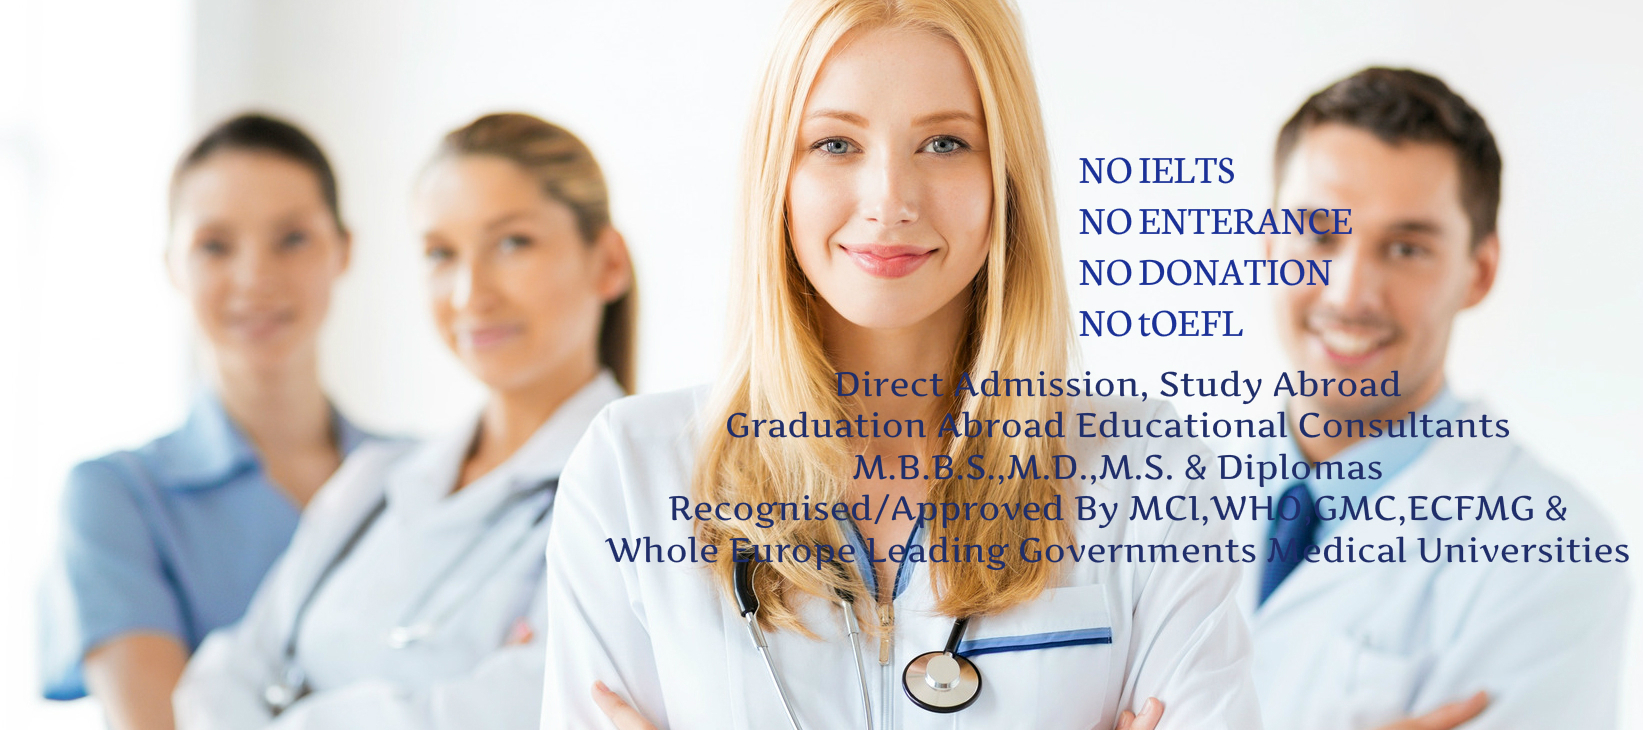 NO IELTS
NO ENTERANCE
NO DONATION
NO tOEFL
Direct Admission, Study Abroad
Graduation Abroad Educational Consultants
M.B.B.S.,M.D.,M.S. & Diplomas
Recognised/Approved By MCI,WHO,GMC,ECFMG &
Whole Europe Leading Governments Medical Universities